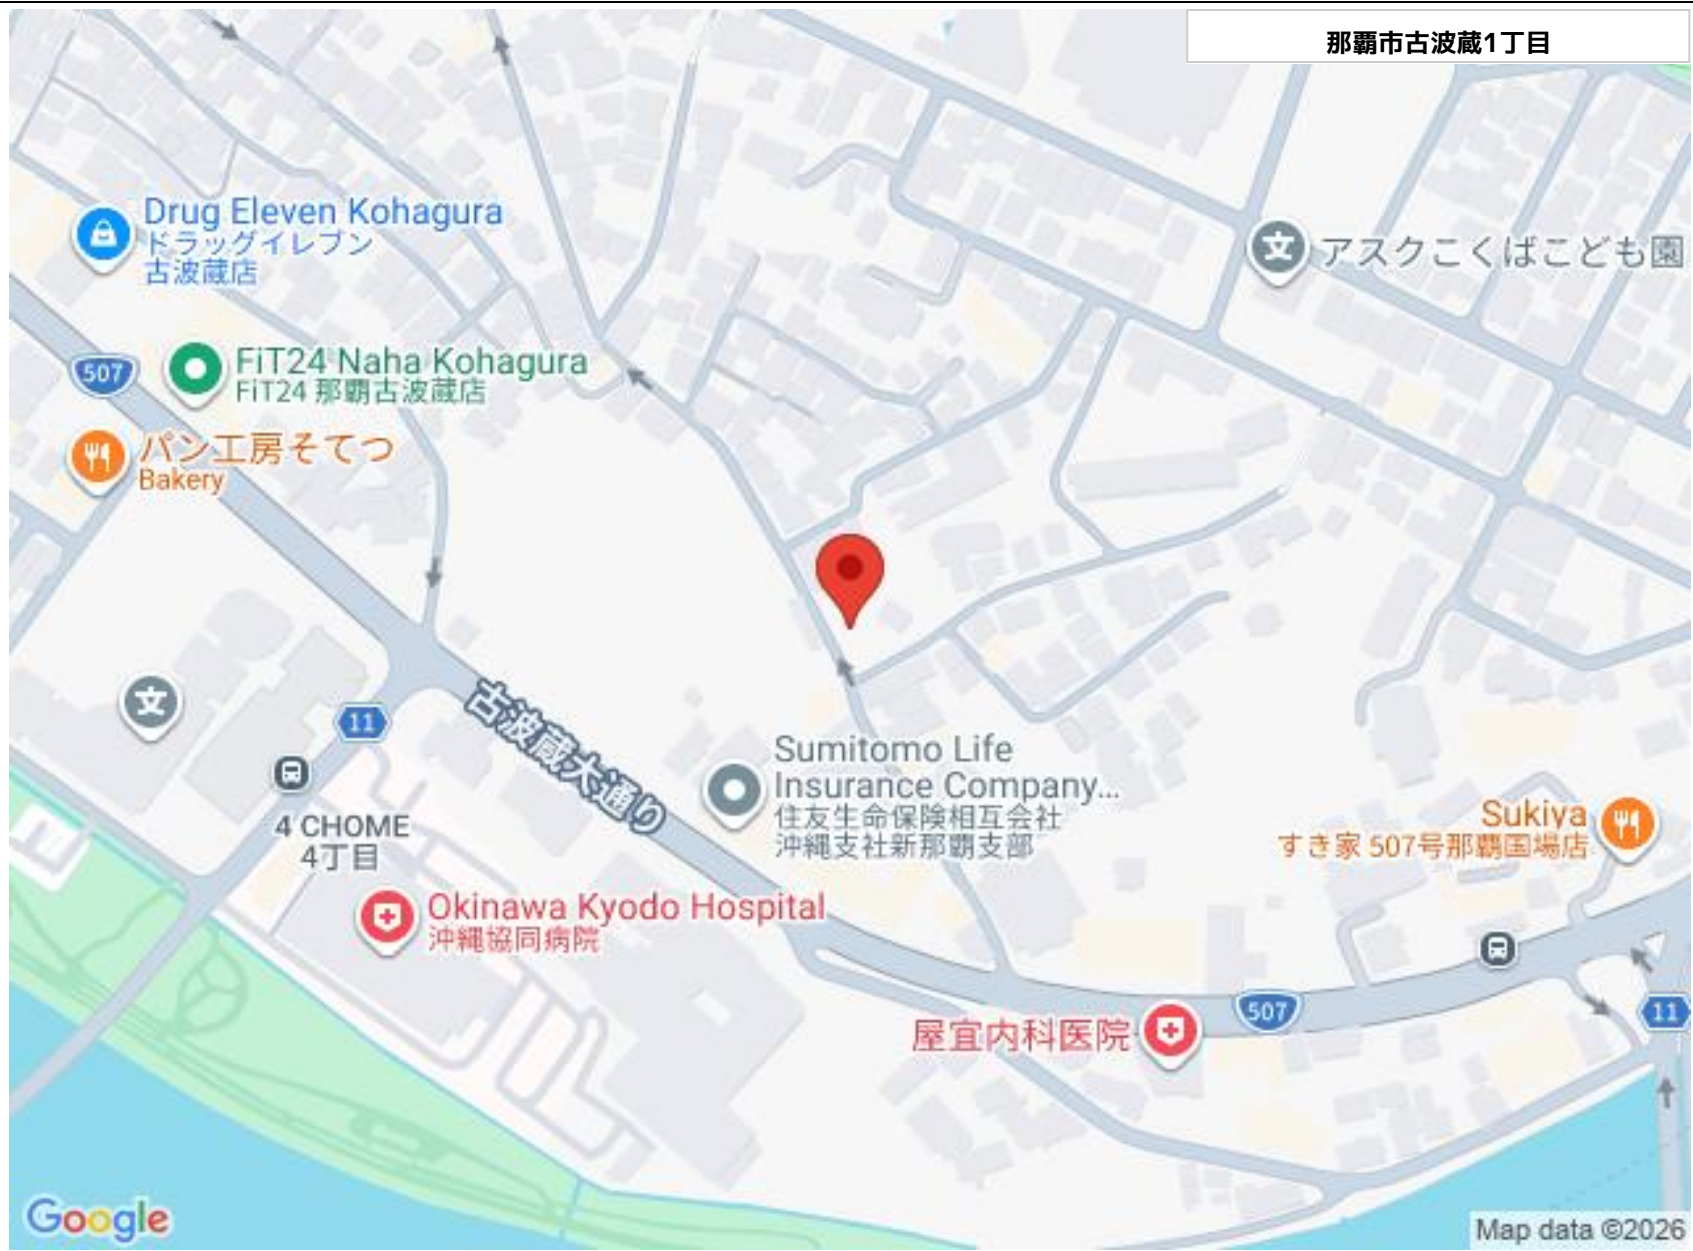 那覇市古波蔵1丁目
Drug Eleven Kohagura
ドラッグイレブン
古波蔵店
文 アスクこくばこども園
507
FiT24 Naha Kohagura
FiT24 那覇古波蔵店
パン工房そてつ
Bakery
文
11
古波蔵大通り
Sumitomo Life
Insurance Company...
住友生命保険相互会社
沖縄支社新那覇支部
4 CHOME
4丁目
Sukiya
すき家 507号那覇国場店
Okinawa Kyodo Hospital
沖縄協同病院
屋宜内科医院
507
11
Google
Map data ©2026